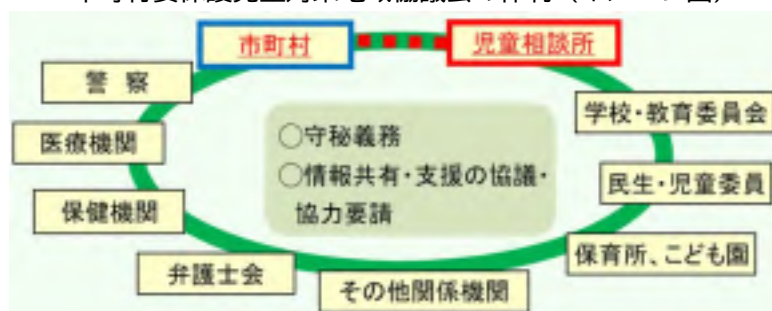 市町村
児童相談所
警 察
学校・教育委員会
医療機関
○守秘義務
○情報共有・支援の協議・
協力要請
民生・児童委員
保健機関
保育所、こども園
弁護士会
その他関係機関